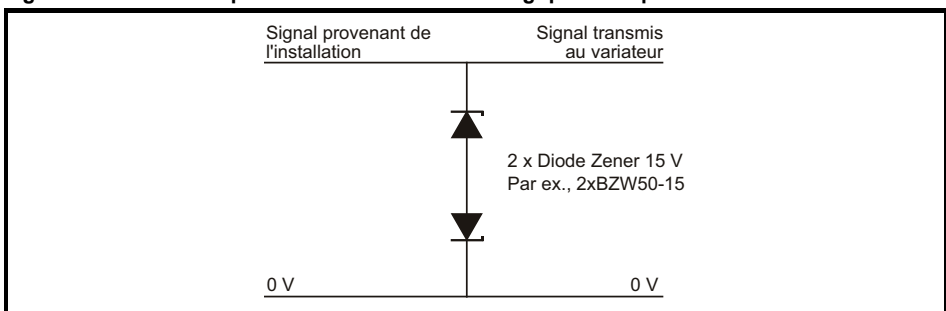 Signal provenant de
l'installation
Signal transmis
au variateur
2 x Diode Zener 15 V
Par ex., 2xBZW50-15
0 V
0 V